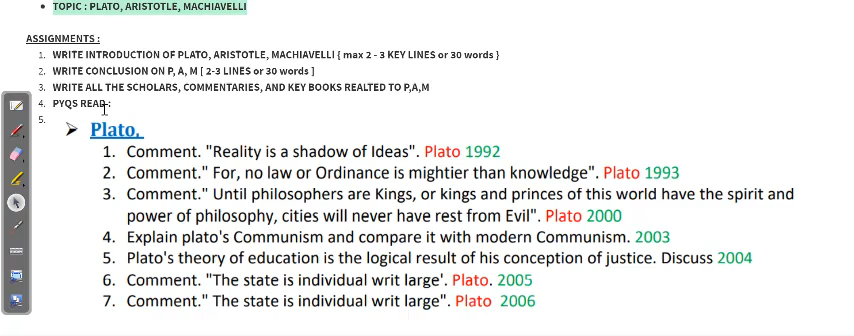 • TOPIC : PLATO, ARISTOTLE, MACHIAVELLI
ASSIGNMENTS :
1. WRITE INTRODUCTION OF PLATO, ARISTOTLE, MACHIAVELLI { max 2 - 3 KEY LINES or 30 words }
2. WRITE CONCLUSION ON P, A, M [ 2-3 LINES or 30 words ]
3. WRITE ALL THE SCHOLARS, COMMENTARIES, AND KEY BOOKS REALTED TO P,A,M
4. PYQS READ :
5.
➤ Plato,
1. Comment. "Reality is a shadow of Ideas". Plato 1992
2. Comment." For, no law or Ordinance is mightier than knowledge". Plato 1993
3. Comment." Until philosophers are Kings, or kings and princes of this world have the spirit and
power of philosophy, cities will never have rest from Evil". Plato 2000
4. Explain plato's Communism and compare it with modern Communism. 2003
5. Plato's theory of education is the logical result of his conception of justice. Discuss 2004
6. Comment. "The state is individual writ large'. Plato. 2005
7. Comment." The state is individual writ large". Plato 2006